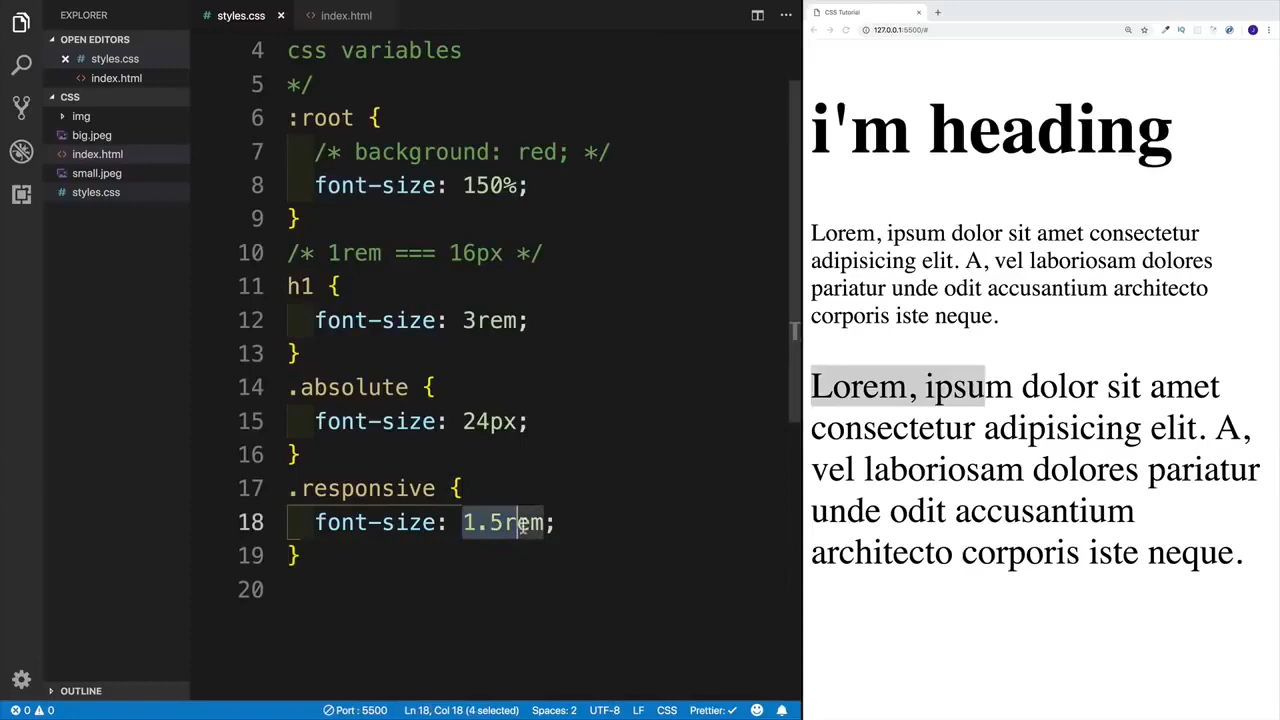 EXPLORER
OPEN EDITORS
styles.css
index.html
CSS
img
big.jpeg
index.html
small.jpeg
styles.css
OUTLINE
styles.css
index.html
4 css variables
5 */
6 :root {
7 /* background: red; */
8 font-size: 150%;
9 }
10 /* 1rem === 16px */
11 h1 {
12 font-size: 3rem;
13 }
14 .absolute {
15 font-size: 24px;
16 }
17 .responsive {
18 font-size: 1.5rem;
19 }
20
0 0
Port : 5500
Ln 18, Col 18 (4 selected)
Spaces: 2
UTF-8
LF
CSS
Prettier: ✓
CSS Tutorial
127.0.0.1:5500/#
i'm heading
Lorem, ipsum dolor sit amet consectetur
adipisicing elit. A, vel laboriosam dolores
pariatur unde odit accusantium architecto
corporis iste neque.
Lorem, ipsum dolor sit amet
consectetur adipisicing elit. A,
vel laboriosam dolores pariatur
unde odit accusantium
architecto corporis iste neque.